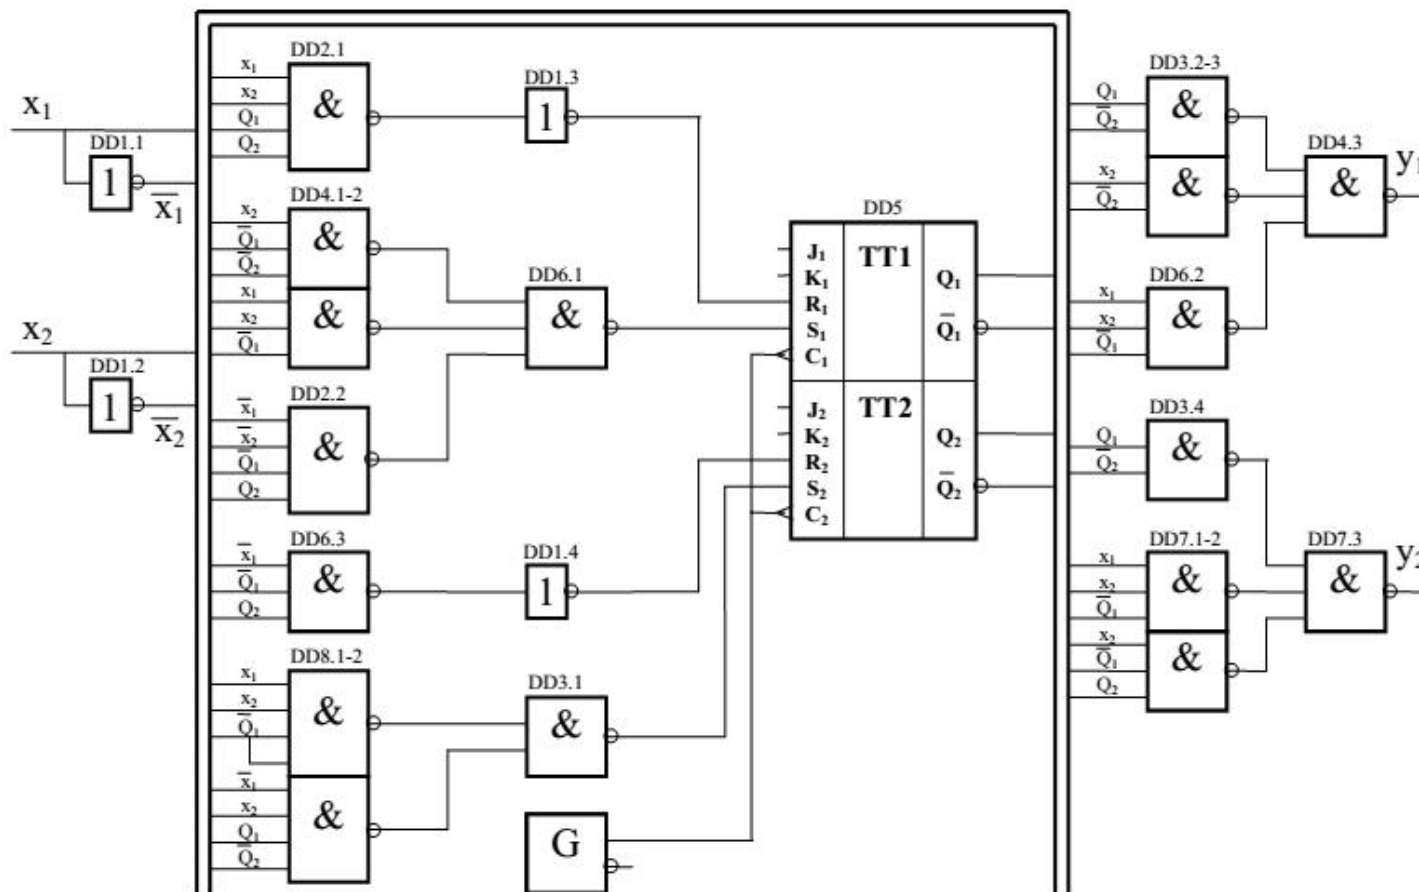 x₁
DD1.1
1
x̅₁
x₂
DD1.2
1
x̅₂
DD2.1
x₁
x₂
Q₁
Q₂
&
DD1.3
1
DD4.1-2
x₂
Q̅₁
Q̅₂
&
x₁
x₂
Q̅₁
&
DD6.1
&
DD2.2
x̅₁
x̅₂
Q̅₁
Q₂
&
DD6.3
x̅₁
Q̅₁
Q₂
&
DD1.4
1
DD8.1-2
x₁
x₂
Q̅₁
&
x̅₁
x₂
Q₁
Q̅₂
&
DD3.1
&
G
DD5
J₁
K₁
R₁
S₁
C₁
TT1
Q₁
Q̅₁
J₂
K₂
R₂
S₂
C₂
TT2
Q₂
Q̅₂
DD3.2-3
Q₁
Q̅₂
&
x₂
Q̅₂
&
DD4.3
&
y₁
DD6.2
x₁
x₂
Q̅₁
&
DD3.4
Q₁
Q̅₂
&
DD7.1-2
x₁
x₂
Q̅₁
&
x₂
Q̅₁
Q₂
&
DD7.3
&
y₂